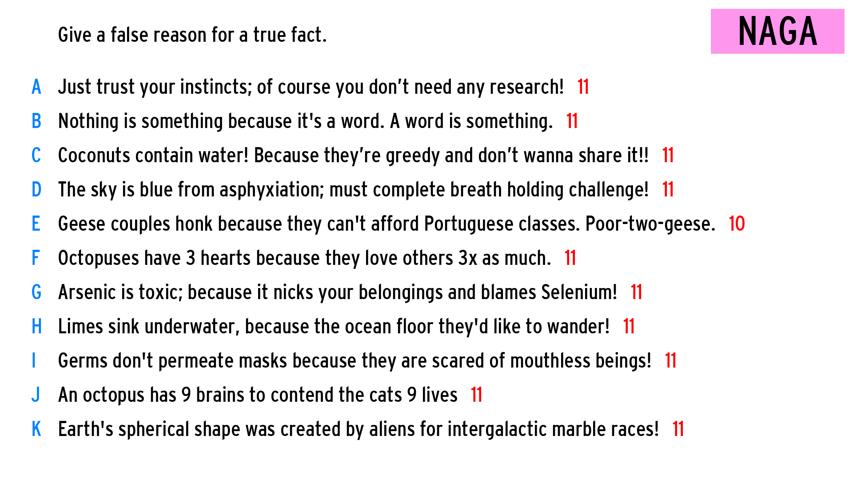 Give a false reason for a true fact.
NAGA
A Just trust your instincts; of course you don’t need any research! 11
B Nothing is something because it's a word. A word is something. 11
C Coconuts contain water! Because they’re greedy and don’t wanna share it!! 11
D The sky is blue from asphyxiation; must complete breath holding challenge! 11
E Geese couples honk because they can't afford Portuguese classes. Poor-two-geese. 10
F Octopuses have 3 hearts because they love others 3x as much. 11
G Arsenic is toxic; because it nicks your belongings and blames Selenium! 11
H Limes sink underwater, because the ocean floor they'd like to wander! 11
I Germs don't permeate masks because they are scared of mouthless beings! 11
J An octopus has 9 brains to contend the cats 9 lives 11
K Earth's spherical shape was created by aliens for intergalactic marble races! 11